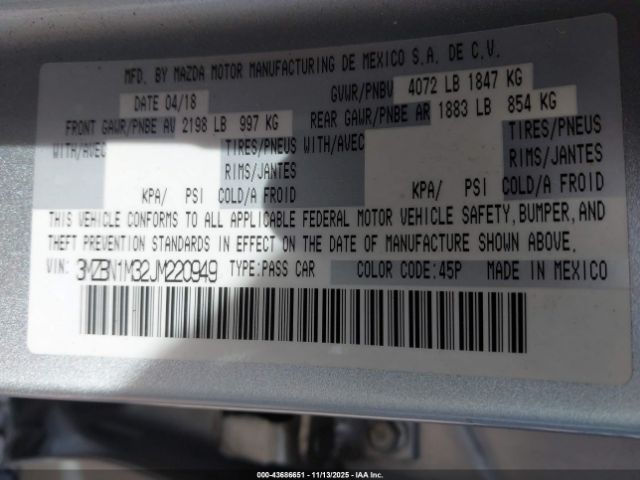 MFD. BY MAZDA MOTOR MANUFACTURING DE MEXICO S.A. DE C.V.
DATE 04/18 GVWR/PNBV 4072 LB 1847 KG
FRONT GAWR/PNBE AV 2198 LB 997 KG REAR GAWR/PNBE AR 1883 LB 854 KG
WITH/AVEC TIRES/PNEUS WITH/AVEC TIRES/PNEUS
RIMS/JANTES RIMS/JANTES
KPA/ PSI COLD/A FROID KPA/ PSI COLD/A FROID
THIS VEHICLE CONFORMS TO ALL APPLICABLE FEDERAL MOTOR VEHICLE SAFETY, BUMPER, AND
THEFT PREVENTION STANDARDS IN EFFECT ON THE DATE OF MANUFACTURE SHOWN ABOVE.
VIN: 3MZBN1M32JM220949 TYPE:PASS CAR COLOR CODE:45P MADE IN MEXICO
000-43686651 - 11/13/2025 - IAA Inc.